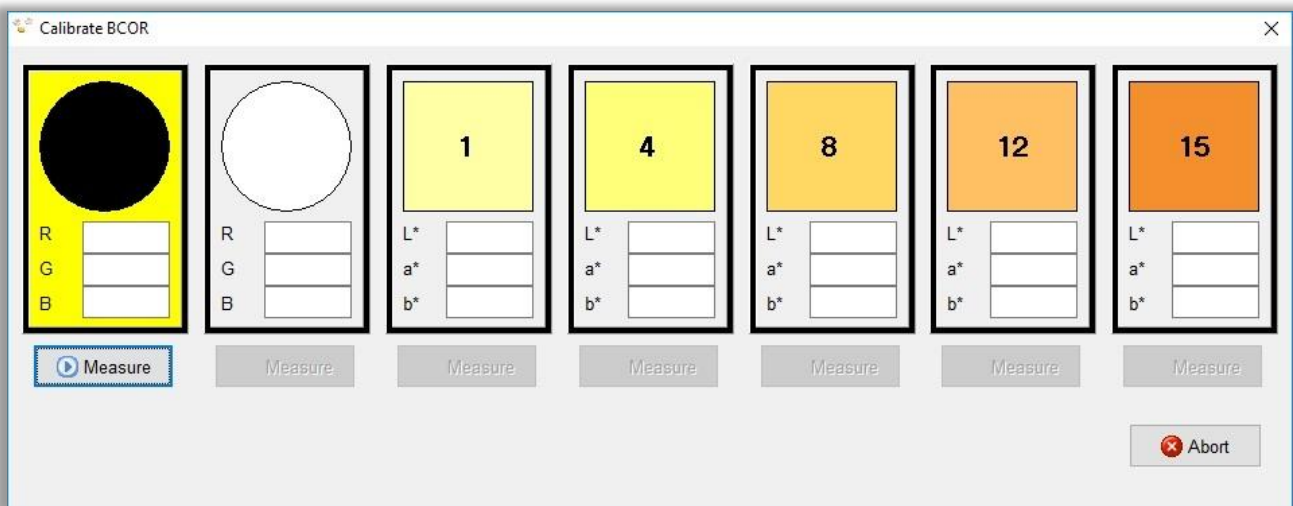 Calibrate BCOR
1 4 8 12 15
R R L* L* L* L* L*
G G a* a* a* a* a*
B B b* b* b* b* b*
Measure Measure Measure Measure Measure Measure Measure
Abort